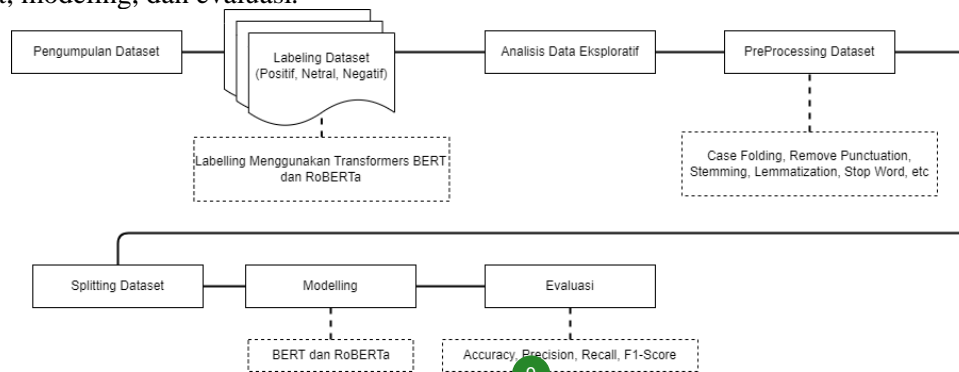 modeling, dan evaluasi.
Pengumpulan Dataset
Labeling Dataset
(Positif, Netral, Negatif)
Analisis Data Eksploratif
PreProcessing Dataset
Labelling Menggunakan Transformers BERT
dan RoBERTa
Case Folding, Remove Punctuation,
Stemming, Lemmatization, Stop Word, etc
Splitting Dataset
Modelling
Evaluasi
BERT dan RoBERTa
Accuracy, Precision, Recall, F1-Score